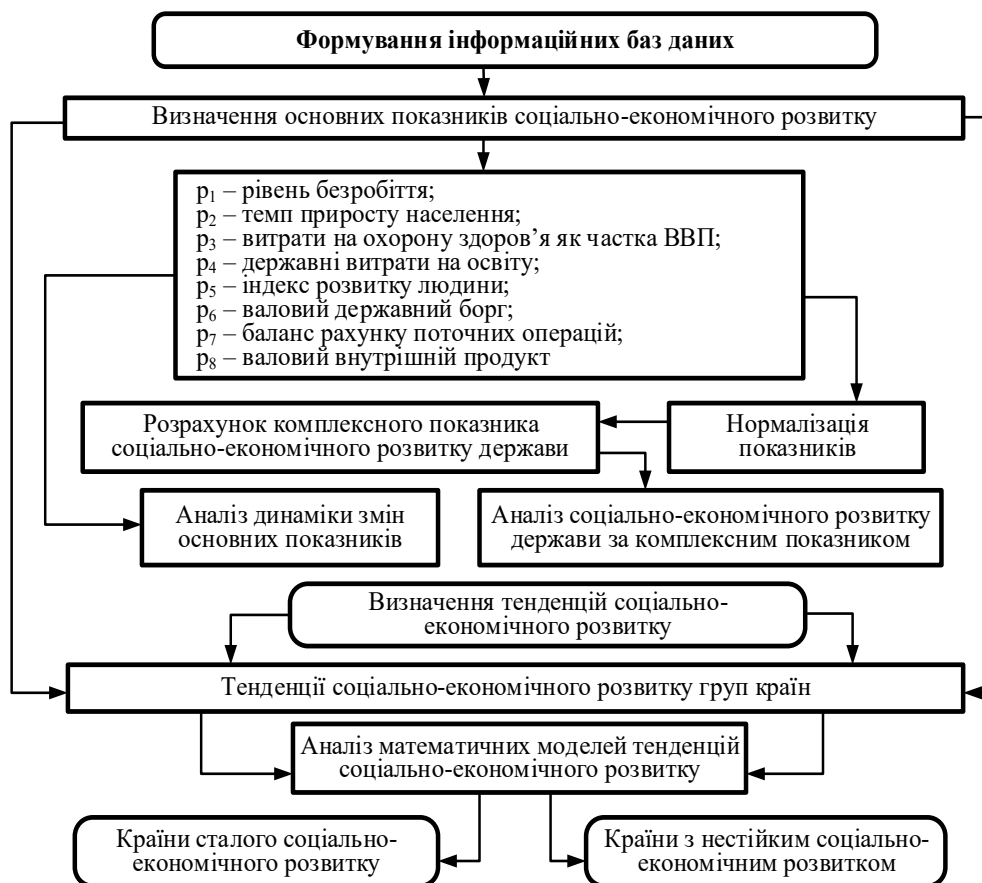 Формування інформаційних баз даних
Визначення основних показників соціально-економічного розвитку
p₁ – рівень безробіття;
p₂ – темп приросту населення;
p₃ – витрати на охорону здоров’я як частка ВВП;
p₄ – державні витрати на освіту;
p₅ – індекс розвитку людини;
p₆ – валовий державний борг;
p₇ – баланс рахунку поточних операцій;
p₈ – валовий внутрішній продукт
Розрахунок комплексного показника
соціально-економічного розвитку держави
Нормалізація
показників
Аналіз динаміки змін
основних показників
Аналіз соціально-економічного розвитку
держави за комплексним показником
Визначення тенденцій соціально-
економічного розвитку
Тенденції соціально-економічного розвитку груп країн
Аналіз математичних моделей тенденцій
соціально-економічного розвитку
Країни сталого соціально-
економічного розвитку
Країни з нестійким соціально-
економічним розвитком